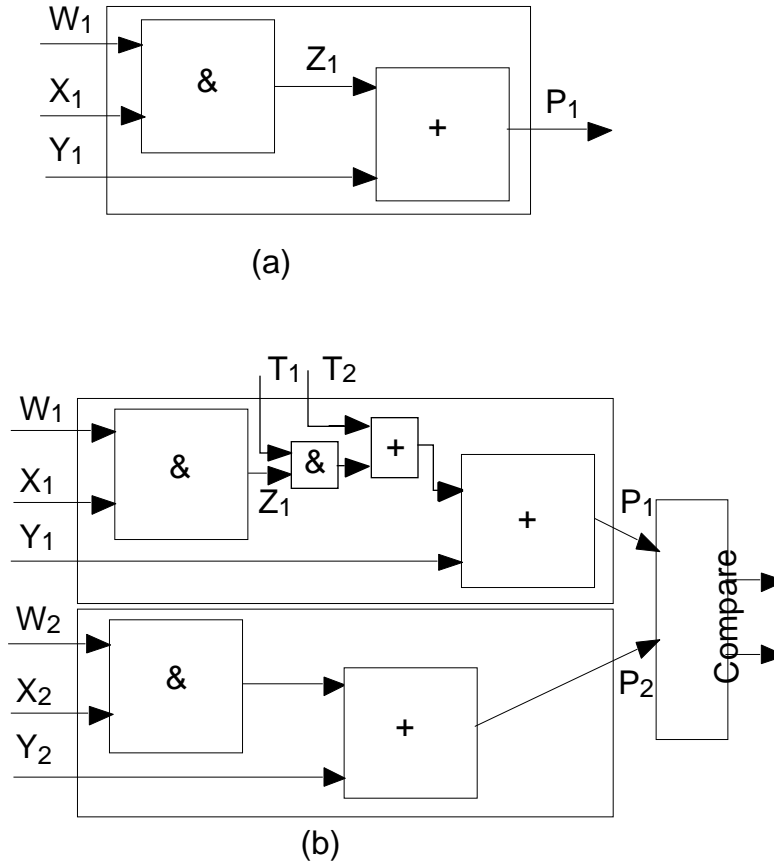 W1
X1
Y1
&
Z1
+
P1
(a)
T1 T2
W1
X1
Y1
&
Z1
&
+
+
P1
W2
X2
Y2
&
+
P2
Compare
(b)